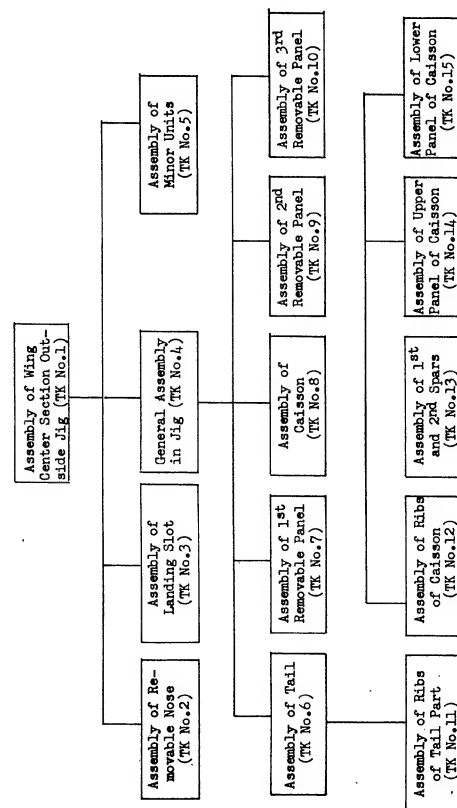 Assembly of Wing
Center Section Out-
side Jig (TK No.1)
Assembly of Re-
movable Nose
(TK No.2)
Assembly of
Landing Slot
(TK No.3)
General Assembly
in Jig (TK No.4)
Assembly of
Minor Units
(TK No.5)
Assembly of Tail
(TK No.6)
Assembly of 1st
Removable Panel
(TK No.7)
Assembly of
Caisson
(TK No.8)
Assembly of 2nd
Removable Panel
(TK No.9)
Assembly of 3rd
Removable Panel
(TK No.10)
Assembly of Ribs
of Tail Part
(TK No.11)
Assembly of Ribs
of Caisson
(TK No.12)
Assembly of 1st
and 2nd Spars
(TK No.13)
Assembly of Upper
Panel of Caisson
(TK No.14)
Assembly of Lower
Panel of Caisson
(TK No.15)